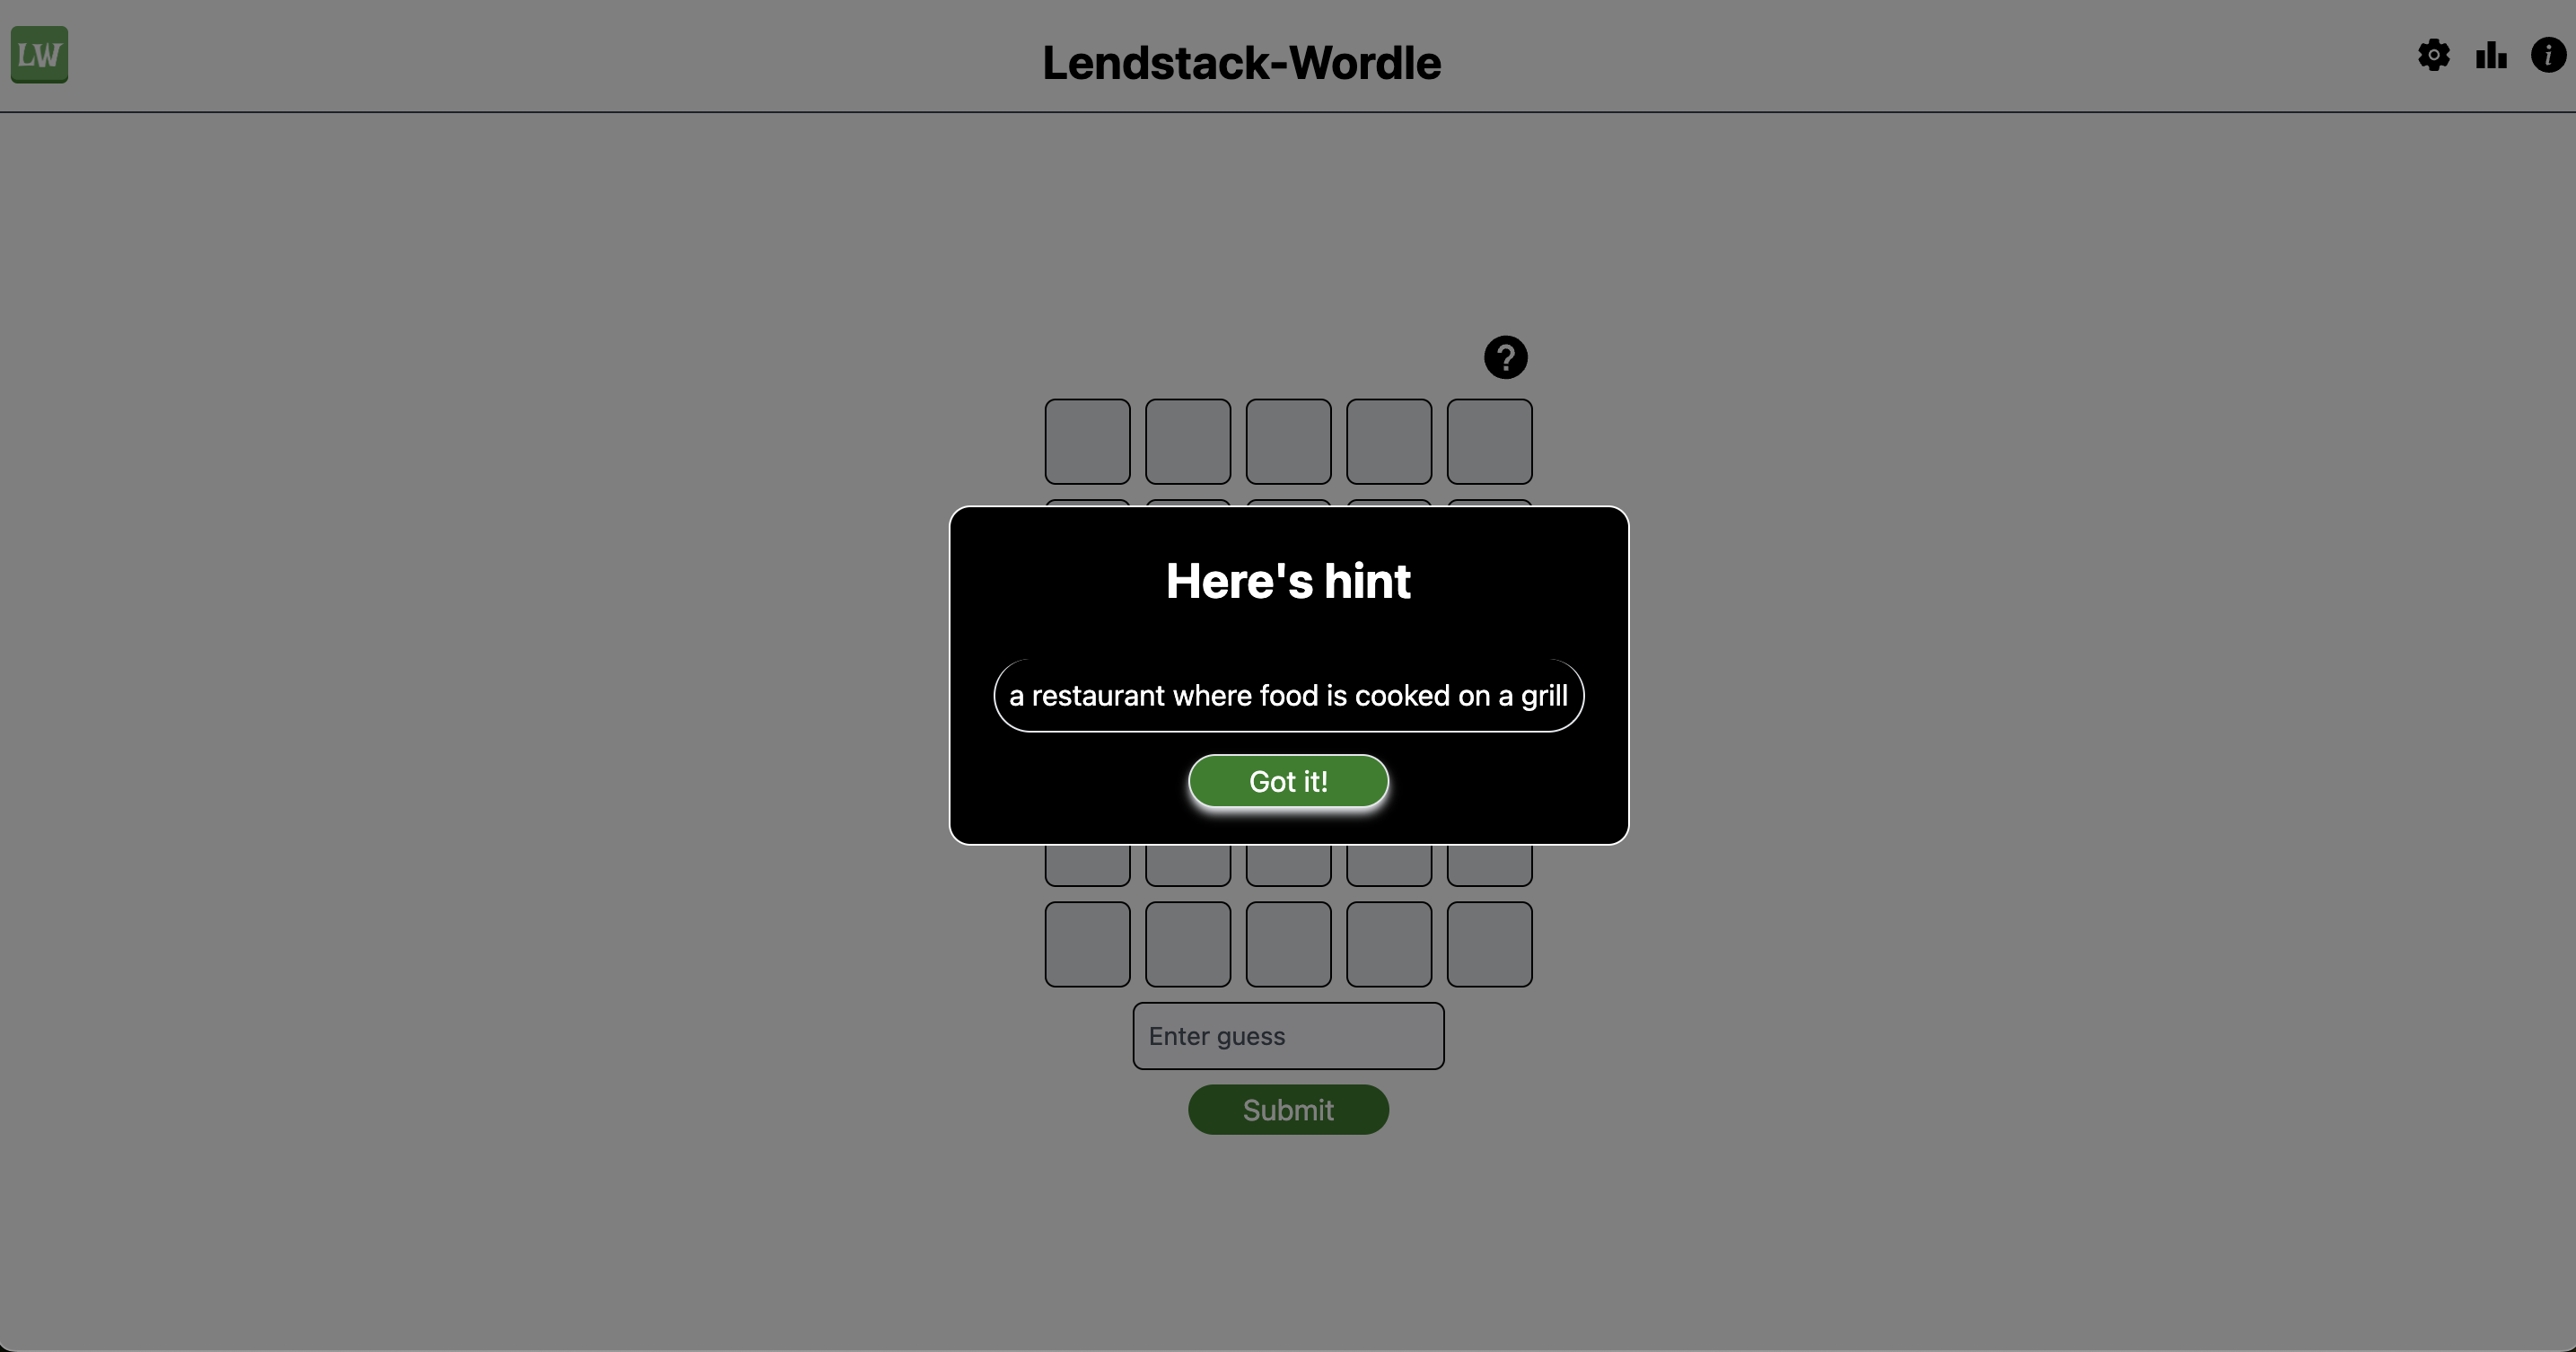 LW
Lendstack-Wordle
i
?
Here's hint
a restaurant where food is cooked on a grill
Got it!
Enter guess
Submit